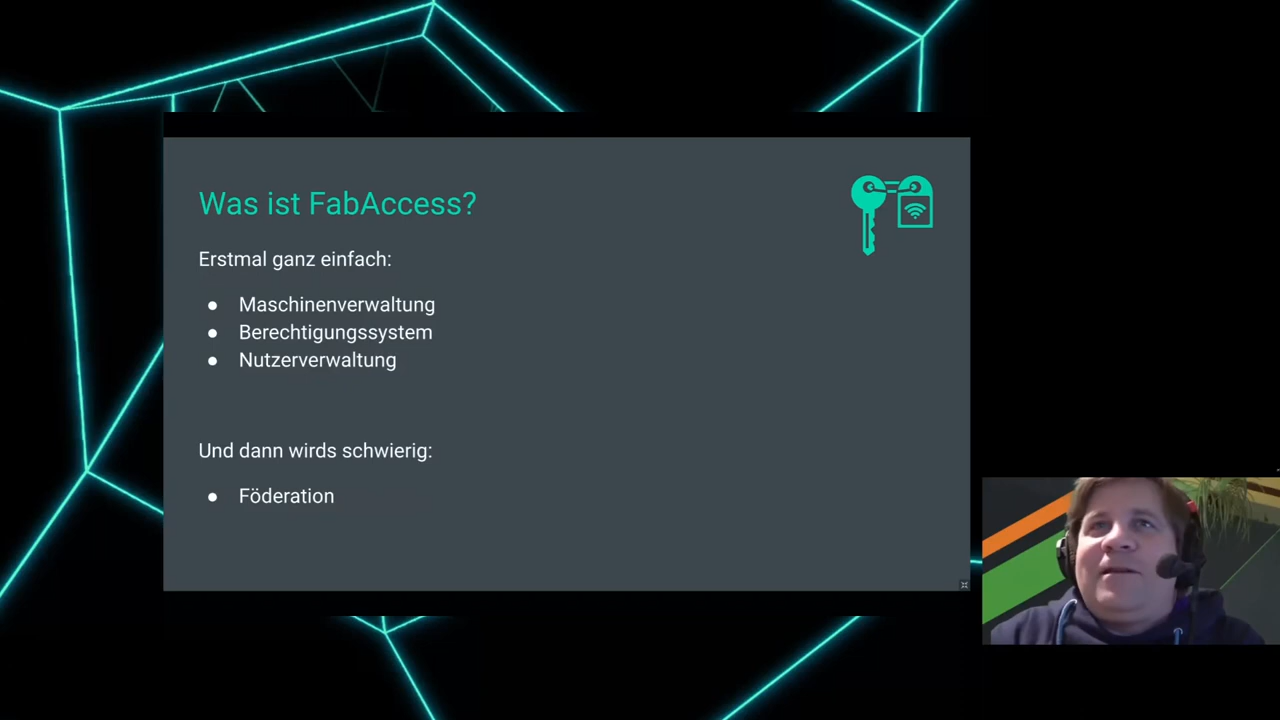 Was ist FabAccess?
Erstmal ganz einfach:
● Maschinenverwaltung
● Berechtigungssystem
● Nutzerverwaltung
Und dann wirds schwierig:
● Föderation